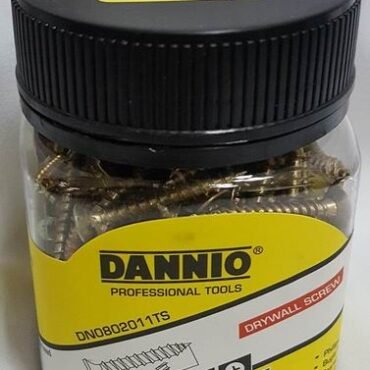 DANNIO®
PROFESSIONAL TOOLS
DN0802011TS
DRYWALL SCREW